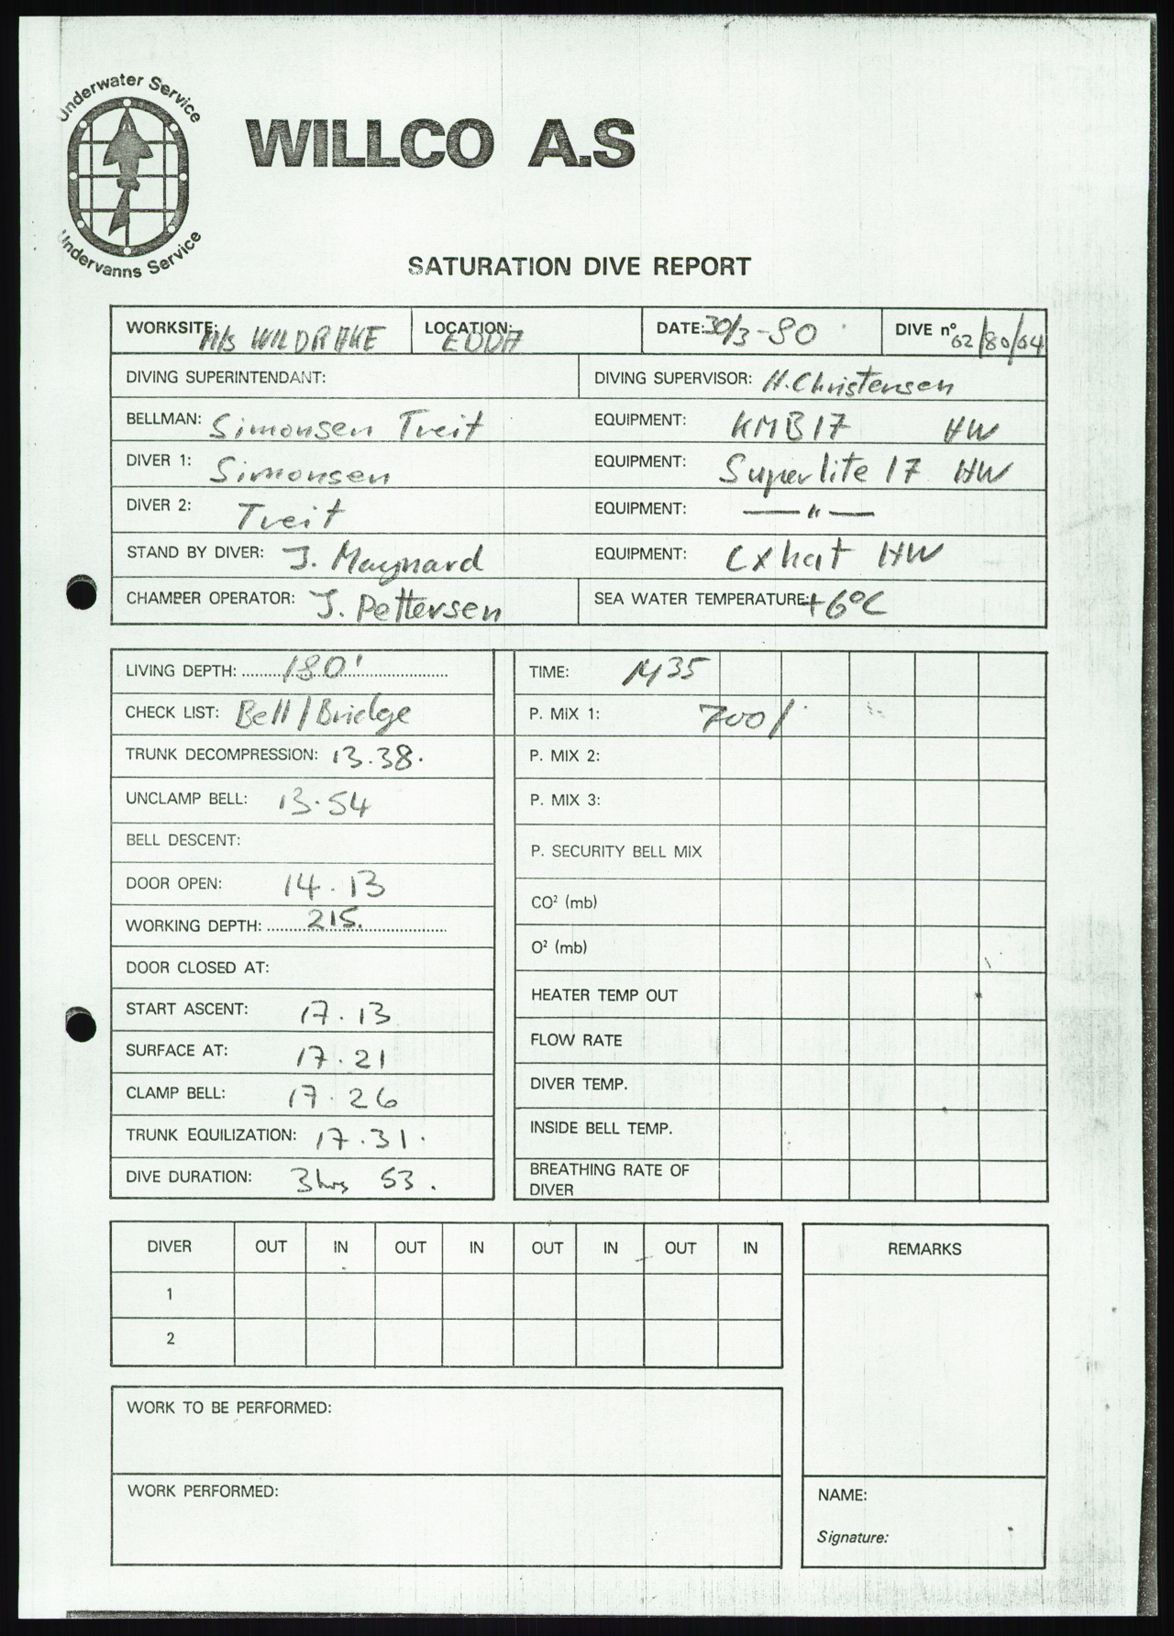 Underwater Service
WILLCO A.S
Undervanns Service
SATURATION DIVE REPORT
WORKSITE: M/S WILDRAKE LOCATION: EDDA DATE: 30/3-80 DIVE nº 62/80/04
DIVING SUPERINTENDANT: DIVING SUPERVISOR: H. Christensen
BELLMAN: Simonsen Treit EQUIPMENT: KMB17 HW
DIVER 1: Simonsen EQUIPMENT: Superlite 17 HW
DIVER 2: Treit EQUIPMENT: — " —
STAND BY DIVER: J. Maynard EQUIPMENT: Exhat HW
CHAMBER OPERATOR: J. Pettersen SEA WATER TEMPERATURE: +6°C
LIVING DEPTH: 180'
CHECK LIST: Bell/Bridge
TRUNK DECOMPRESSION: 13.38.
UNCLAMP BELL: 13.54
BELL DESCENT:
DOOR OPEN: 14.13
WORKING DEPTH: 215.
DOOR CLOSED AT:
START ASCENT: 17.13
SURFACE AT: 17.21
CLAMP BELL: 17.26
TRUNK EQUILIZATION: 17.31.
DIVE DURATION: 3hrs 53.
TIME: 1435
P. MIX 1: 700/
P. MIX 2:
P. MIX 3:
P. SECURITY BELL MIX
CO² (mb)
O² (mb)
HEATER TEMP OUT
FLOW RATE
DIVER TEMP.
INSIDE BELL TEMP.
BREATHING RATE OF
DIVER
DIVER OUT IN OUT IN OUT IN OUT IN
1
2
REMARKS
WORK TO BE PERFORMED:
WORK PERFORMED:
NAME:
Signature: